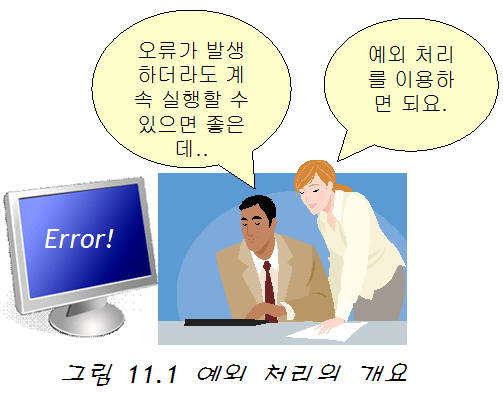 오류가 발생
하더라도 계
속 실행할 수
있으면 좋은
데..
예외 처리
를 이용하
면 되요.
Error!
그림 11.1 예외 처리의 개요